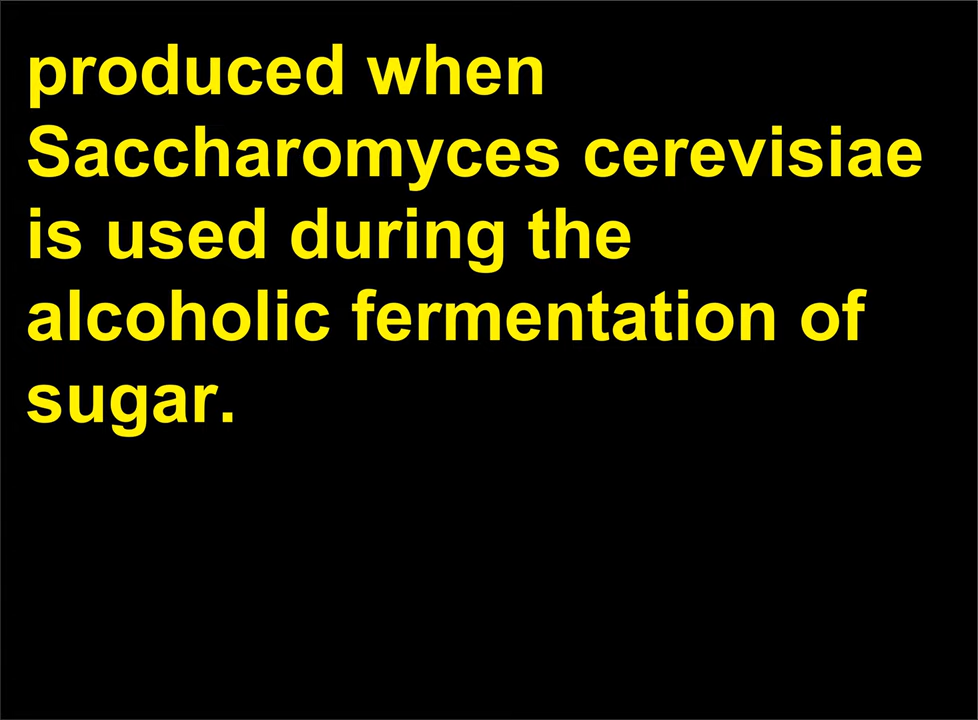 produced when
Saccharomyces cerevisiae
is used during the
alcoholic fermentation of
sugar.